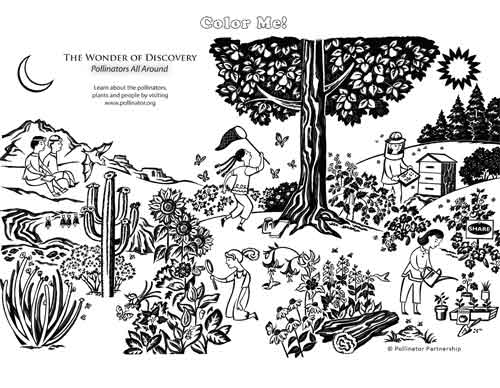 Color Me!
THE WONDER OF DISCOVERY
Pollinators All Around
Learn about the pollinators,
plants and people by visiting
www.pollinator.org
SHARE
© Pollinator Partnership